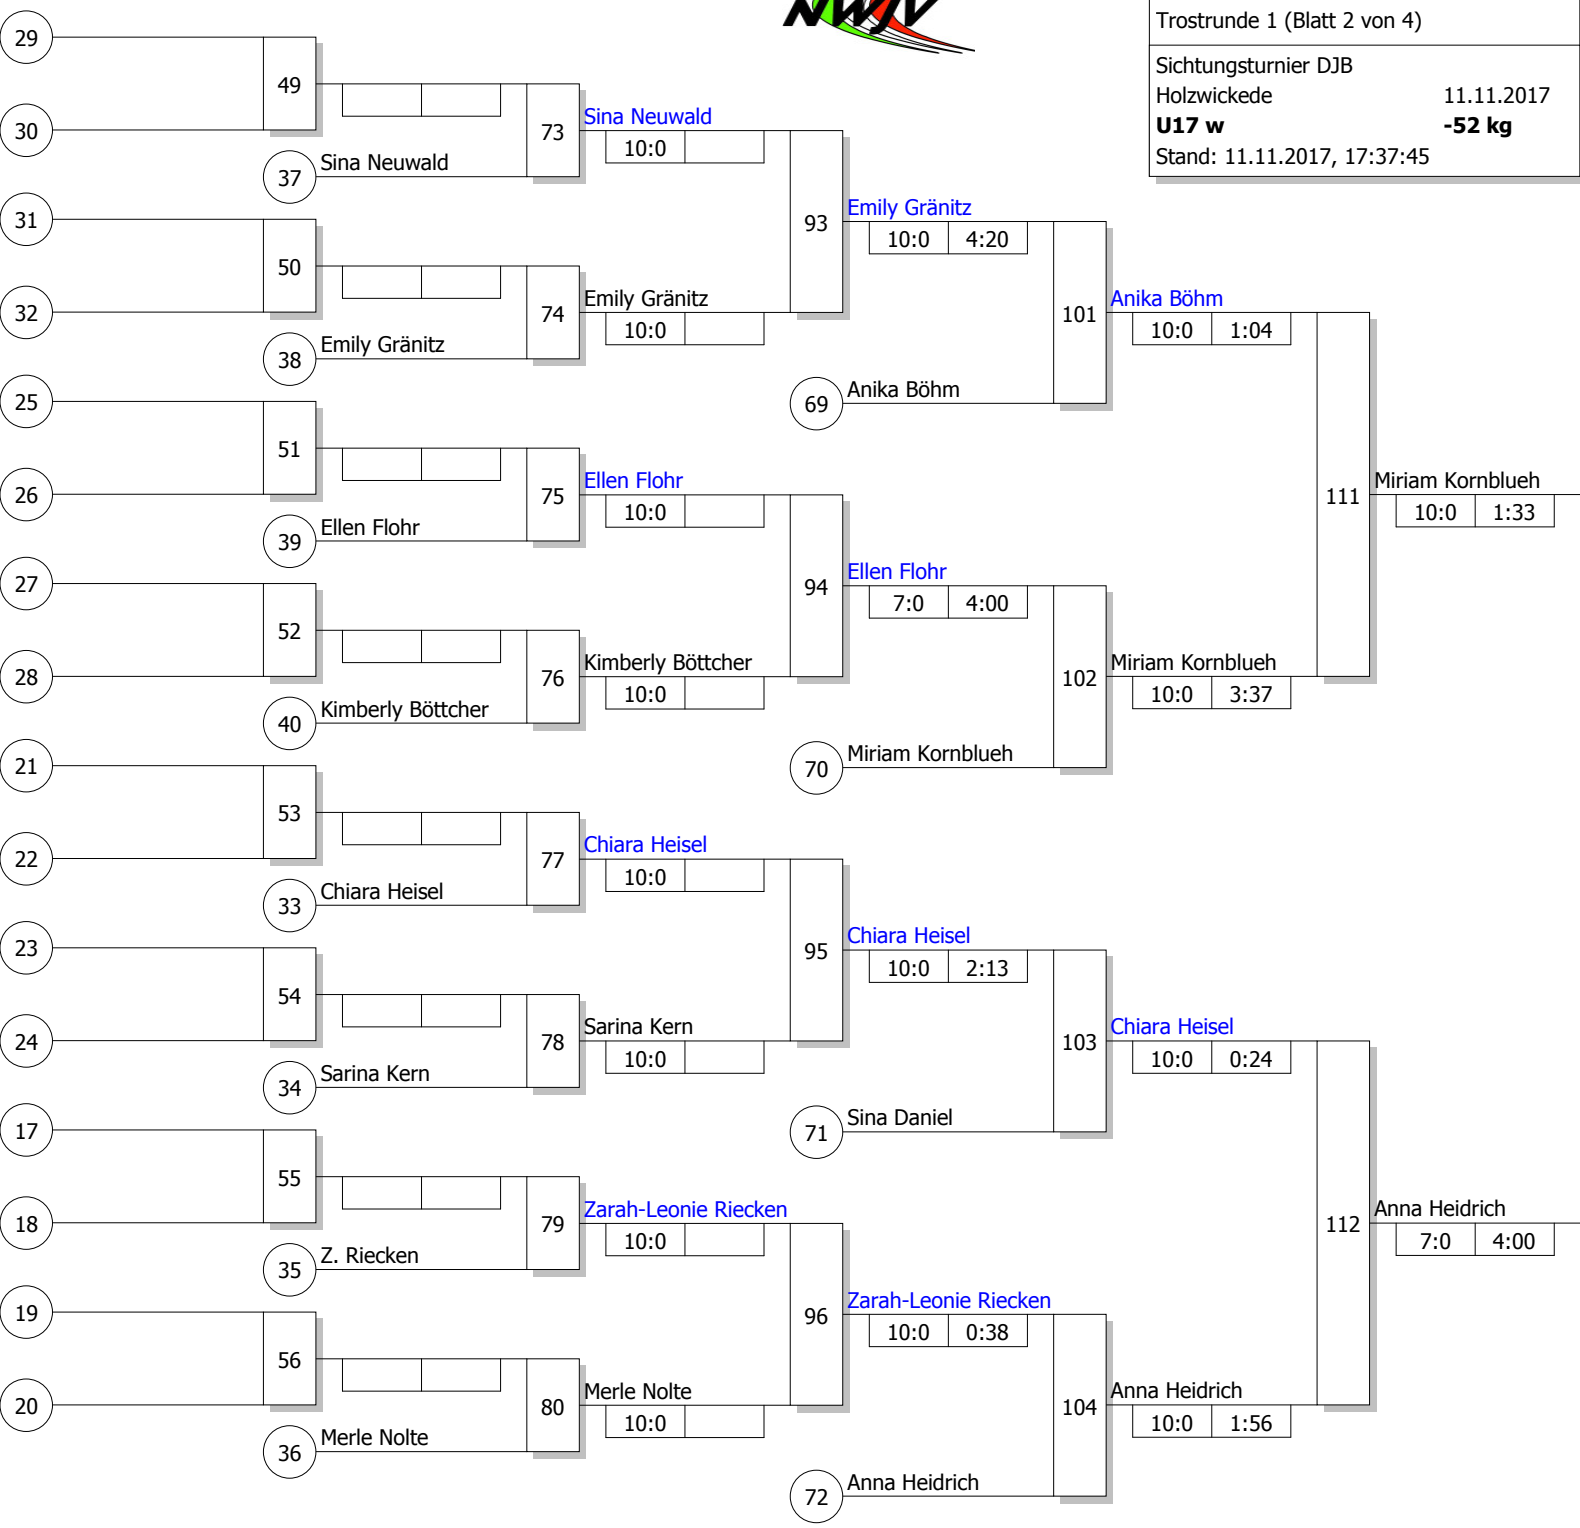 NWJV
Trostrunde 1 (Blatt 2 von 4)
Sichtungsturnier DJB
Holzwickede 11.11.2017
U17 w -52 kg
Stand: 11.11.2017, 17:37:45
29
49
30
73
Sina Neuwald
10:0
37
Sina Neuwald
31
93
Emily Gränitz
10:0 4:20
50
32
74
Emily Gränitz
10:0
38
Emily Gränitz
101
Anika Böhm
10:0 1:04
25
69
Anika Böhm
51
26
75
Ellen Flohr
10:0
39
Ellen Flohr
111
Miriam Kornblueh
10:0 1:33
27
94
Ellen Flohr
7:0 4:00
52
28
76
Kimberly Böttcher
10:0
40
Kimberly Böttcher
102
Miriam Kornblueh
10:0 3:37
21
70
Miriam Kornblueh
53
22
77
Chiara Heisel
10:0
33
Chiara Heisel
23
95
Chiara Heisel
10:0 2:13
54
24
78
Sarina Kern
10:0
34
Sarina Kern
103
Chiara Heisel
10:0 0:24
17
71
Sina Daniel
55
18
79
Zarah-Leonie Riecken
10:0
35
Z. Riecken
112
Anna Heidrich
7:0 4:00
19
96
Zarah-Leonie Riecken
10:0 0:38
56
20
80
Merle Nolte
10:0
36
Merle Nolte
104
Anna Heidrich
10:0 1:56
72
Anna Heidrich